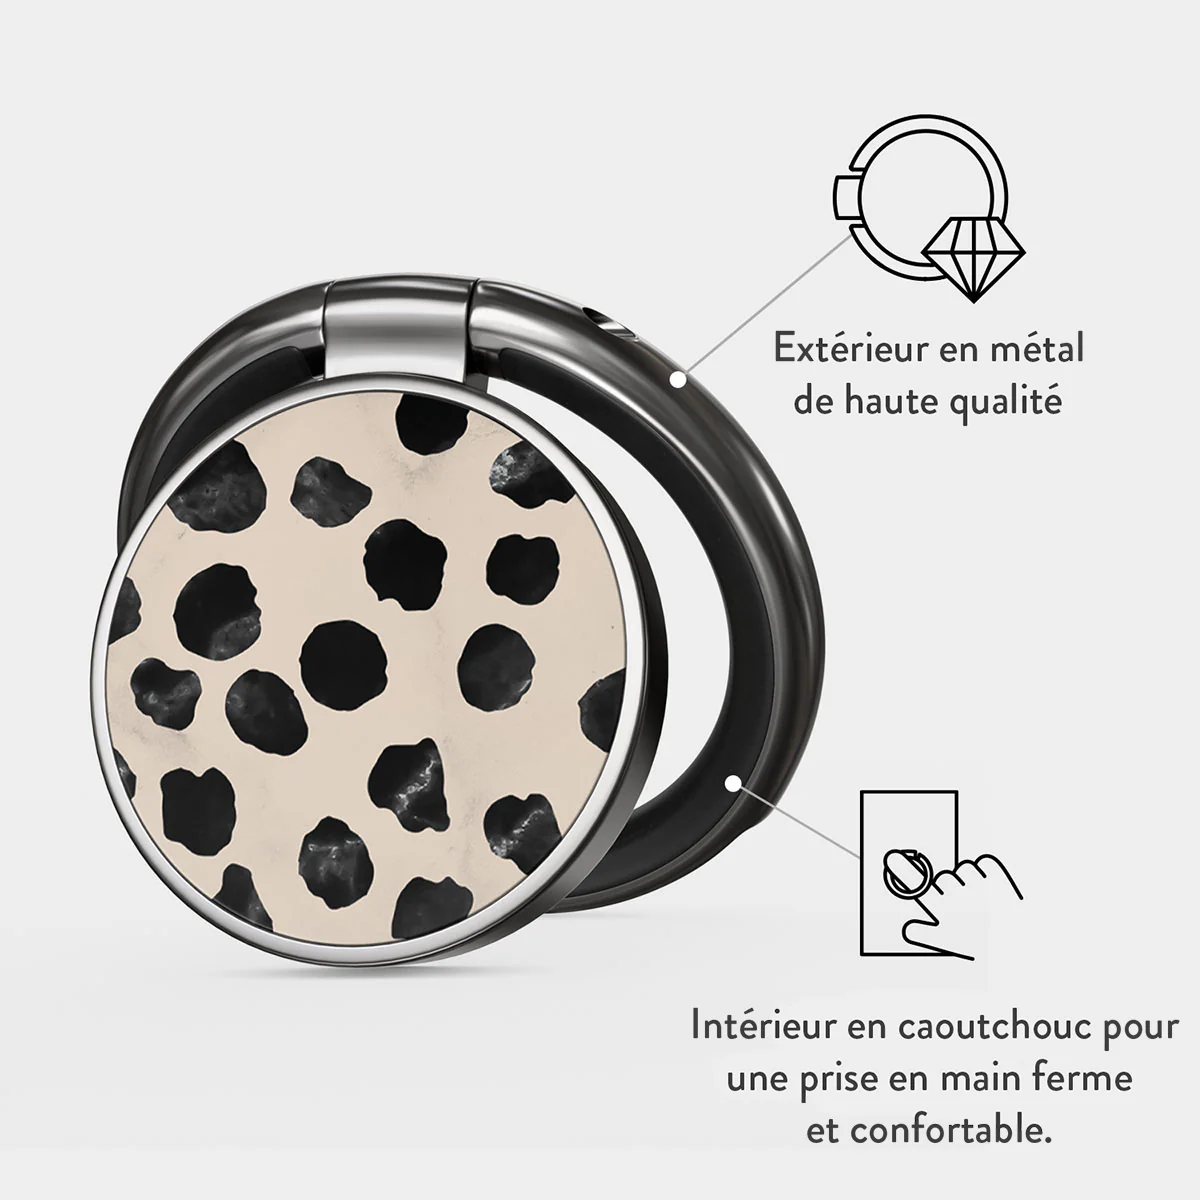 Extérieur en métal
de haute qualité
Intérieur en caoutchouc pour
une prise en main ferme
et confortable.